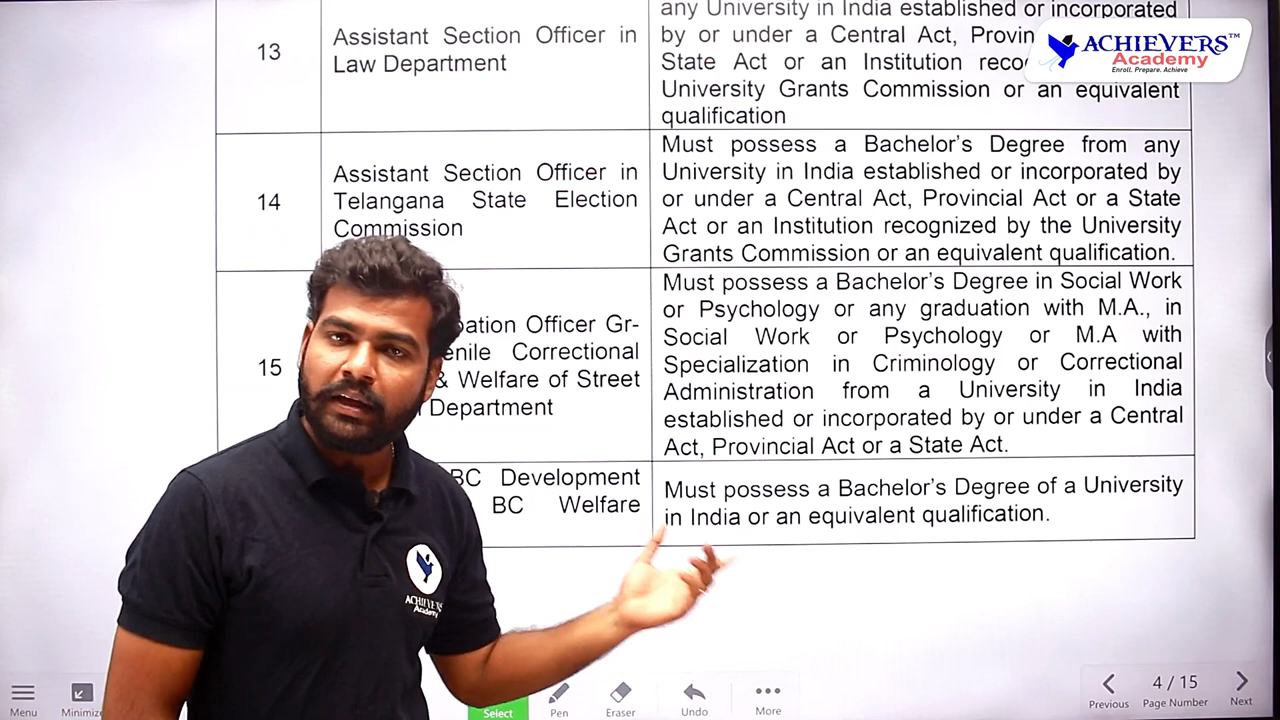 any University in India established or incorporated
13
Assistant Section Officer in
Law Department
by or under a Central Act,
State Act or an Institution
University Grants Commission or an equivalent
qualification
ACHIEVERS™
Academy
Enroll. Prepare. Achieve
14
Assistant Section Officer in
Telangana State Election
Commission
Must possess a Bachelor's Degree from any
University in India established or incorporated by
or under a Central Act, Provincial Act or a State
Act or an Institution recognized by the University
Grants Commission or an equivalent qualification.
15
Officer Gr-
Correctional
& Welfare of Street
Department
Must possess a Bachelor's Degree in Social Work
or Psychology or any graduation with M.A., in
Social Work or Psychology or M.A with
Specialization in Criminology or Correctional
Administration from a University in India
established or incorporated by or under a Central
Act, Provincial Act or a State Act.
BC Development
BC Welfare
Must possess a Bachelor's Degree of a University
in India or an equivalent qualification.
ACHIEVERS
Academy
Menu
Minimize
Select
Pen
Eraser
Undo
More
Previous
4 / 15
Page Number
Next